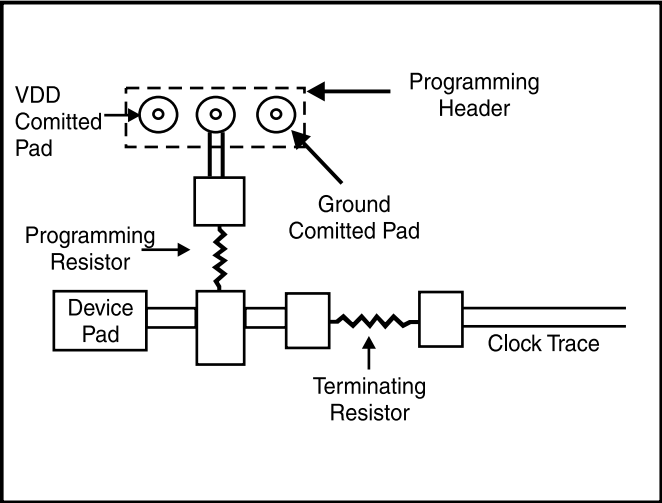 VDD
Comitted
Pad
Programming
Header
Ground
Comitted Pad
Programming
Resistor
Device
Pad
Clock Trace
Terminating
Resistor